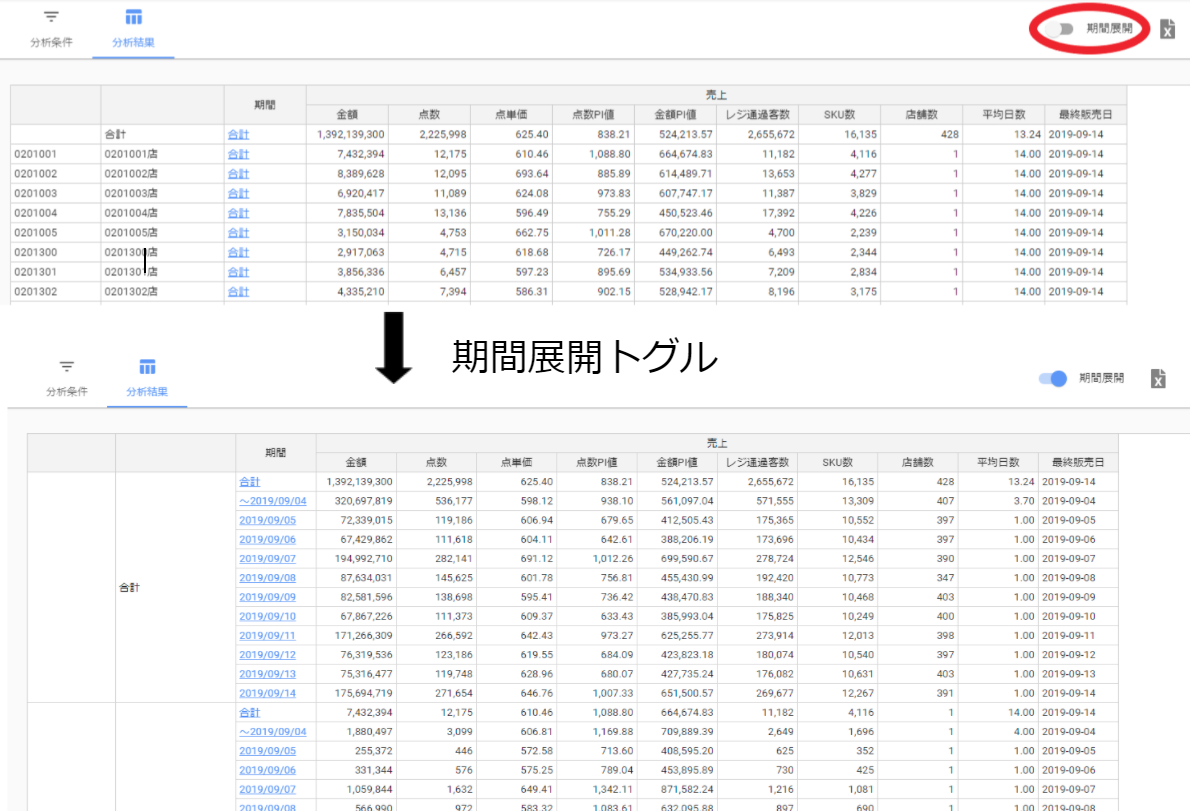 分析条件 分析結果 期間展開
期間 売上
金額 点数 点単価 点数PI値 金額PI値 レジ通過客数 SKU数 店舗数 平均日数 最終販売日
合計 合計 1,392,139,300 2,225,998 625.40 838.21 524,213.57 2,655,672 16,135 428 13.24 2019-09-14
0201001 0201001店 合計 7,432,394 12,175 610.46 1,088.80 664,674.83 11,182 4,116 1 14.00 2019-09-14
0201002 0201002店 合計 8,389,628 12,095 693.64 885.89 614,489.71 13,653 4,277 1 14.00 2019-09-14
0201003 0201003店 合計 6,920,417 11,089 624.08 973.83 607,747.17 11,387 3,829 1 14.00 2019-09-14
0201004 0201004店 合計 7,835,504 13,136 596.49 755.29 450,523.46 17,392 4,226 1 14.00 2019-09-14
0201005 0201005店 合計 3,150,034 4,753 662.75 1,011.28 670,220.00 4,700 2,239 1 14.00 2019-09-14
0201300 0201300店 合計 2,917,063 4,715 618.68 726.17 449,262.74 6,493 2,344 1 14.00 2019-09-14
0201301 0201301店 合計 3,856,336 6,457 597.23 895.69 534,933.56 7,209 2,834 1 14.00 2019-09-14
0201302 0201302店 合計 4,335,210 7,394 586.31 902.15 528,942.17 8,196 3,175 1 14.00 2019-09-14
期間展開トグル
分析条件 分析結果 期間展開
期間 売上
金額 点数 点単価 点数PI値 金額PI値 レジ通過客数 SKU数 店舗数 平均日数 最終販売日
合計 1,392,139,300 2,225,998 625.40 838.21 524,213.57 2,655,672 16,135 428 13.24 2019-09-14
～2019/09/04 320,697,819 536,177 598.12 938.10 561,097.04 571,555 13,309 407 3.70 2019-09-04
2019/09/05 72,339,015 119,186 606.94 679.65 412,505.43 175,365 10,552 397 1.00 2019-09-05
2019/09/06 67,429,862 111,618 604.11 642.61 388,206.19 173,696 10,434 397 1.00 2019-09-06
2019/09/07 194,992,710 282,141 691.12 1,012.26 699,590.67 278,724 12,546 390 1.00 2019-09-07
2019/09/08 87,634,031 145,625 601.78 756.81 455,430.99 192,420 10,773 347 1.00 2019-09-08
合計 2019/09/09 82,581,596 138,698 595.41 736.42 438,470.83 188,340 10,468 403 1.00 2019-09-09
2019/09/10 67,867,226 111,373 609.37 633.43 385,993.04 175,825 10,249 400 1.00 2019-09-10
2019/09/11 171,266,309 266,592 642.43 973.27 625,255.77 273,914 12,013 398 1.00 2019-09-11
2019/09/12 76,319,536 123,186 619.55 684.09 423,823.18 180,074 10,540 397 1.00 2019-09-12
2019/09/13 75,316,477 119,748 628.96 680.07 427,735.24 176,082 10,631 403 1.00 2019-09-13
2019/09/14 175,694,719 271,654 646.76 1,007.33 651,500.57 269,677 12,267 391 1.00 2019-09-14
合計 7,432,394 12,175 610.46 1,088.80 664,674.83 11,182 4,116 1 14.00 2019-09-14
～2019/09/04 1,880,497 3,099 606.81 1,169.88 709,889.39 2,649 1,696 1 4.00 2019-09-04
2019/09/05 255,372 446 572.58 713.60 408,595.20 625 352 1 1.00 2019-09-05
2019/09/06 331,344 576 575.25 789.04 453,895.89 730 425 1 1.00 2019-09-06
2019/09/07 1,059,844 1,632 649.41 1,342.11 871,582.24 1,216 1,081 1 1.00 2019-09-07
2019/09/08 566,990 972 583.32 1,083.61 632,095.88 897 690 1 1.00 2019-09-08